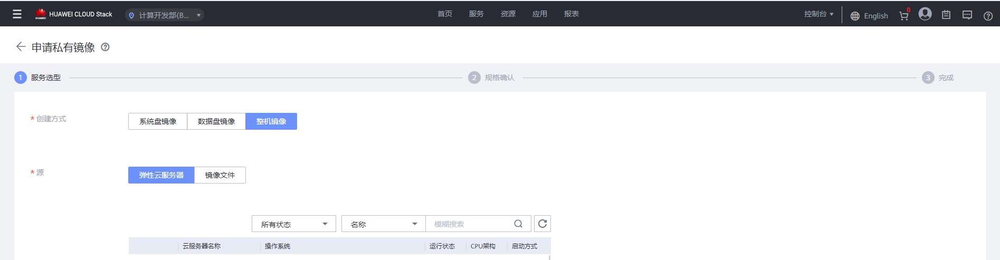 HUAWEI HUAWEI CLOUD Stack 计算开发部(B... 首页 服务 资源 应用 报表 控制台 English 0
申请私有镜像
1 服务选型 2 规格确认 3 完成
* 创建方式 系统盘镜像 数据盘镜像 整机镜像
* 源 弹性云服务器 镜像文件
所有状态 名称 模糊搜索
云服务器名称 操作系统 运行状态 CPU架构 启动方式